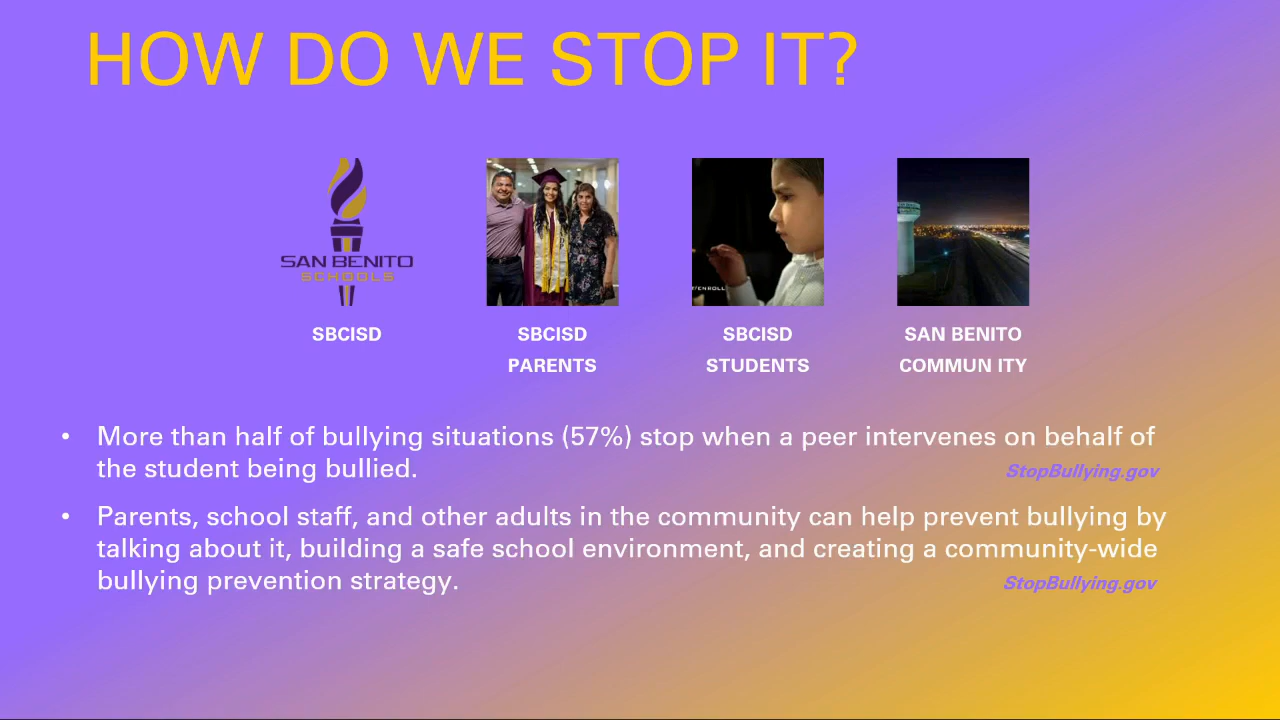 HOW DO WE STOP IT?
SAN BENITO
SCHOOLS
/ENROLL
SBCISD
SBCISD
PARENTS
SBCISD
STUDENTS
SAN BENITO
COMMUN ITY
• More than half of bullying situations (57%) stop when a peer intervenes on behalf of
the student being bullied.
StopBullying.gov
• Parents, school staff, and other adults in the community can help prevent bullying by
talking about it, building a safe school environment, and creating a community-wide
bullying prevention strategy.
StopBullying.gov